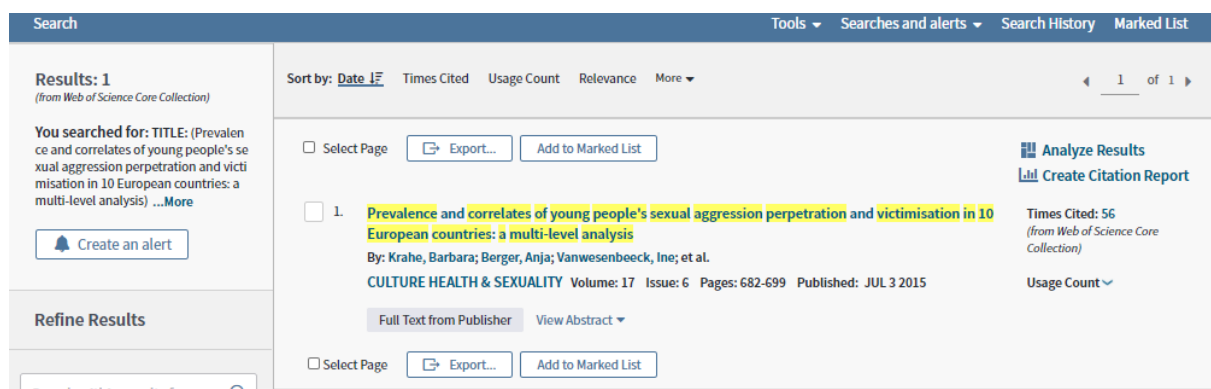 Search
Tools Searches and alerts Search History Marked List
Results: 1
(from Web of Science Core Collection)
You searched for: TITLE: (Prevalen
ce and correlates of young people's se
xual aggression perpetration and victi
misation in 10 European countries: a
multi-level analysis) ...More
Create an alert
Refine Results
Sort by: Date Times Cited Usage Count Relevance More
1 of 1
Select Page Export... Add to Marked List
Analyze Results
Create Citation Report
1. Prevalence and correlates of young people's sexual aggression perpetration and victimisation in 10
European countries: a multi-level analysis
By: Krahe, Barbara; Berger, Anja; Vanwesenbeeck, Ine; et al.
CULTURE HEALTH & SEXUALITY Volume: 17 Issue: 6 Pages: 682-699 Published: JUL 3 2015
Full Text from Publisher View Abstract
Times Cited: 56
(from Web of Science Core
Collection)
Usage Count
Select Page Export... Add to Marked List